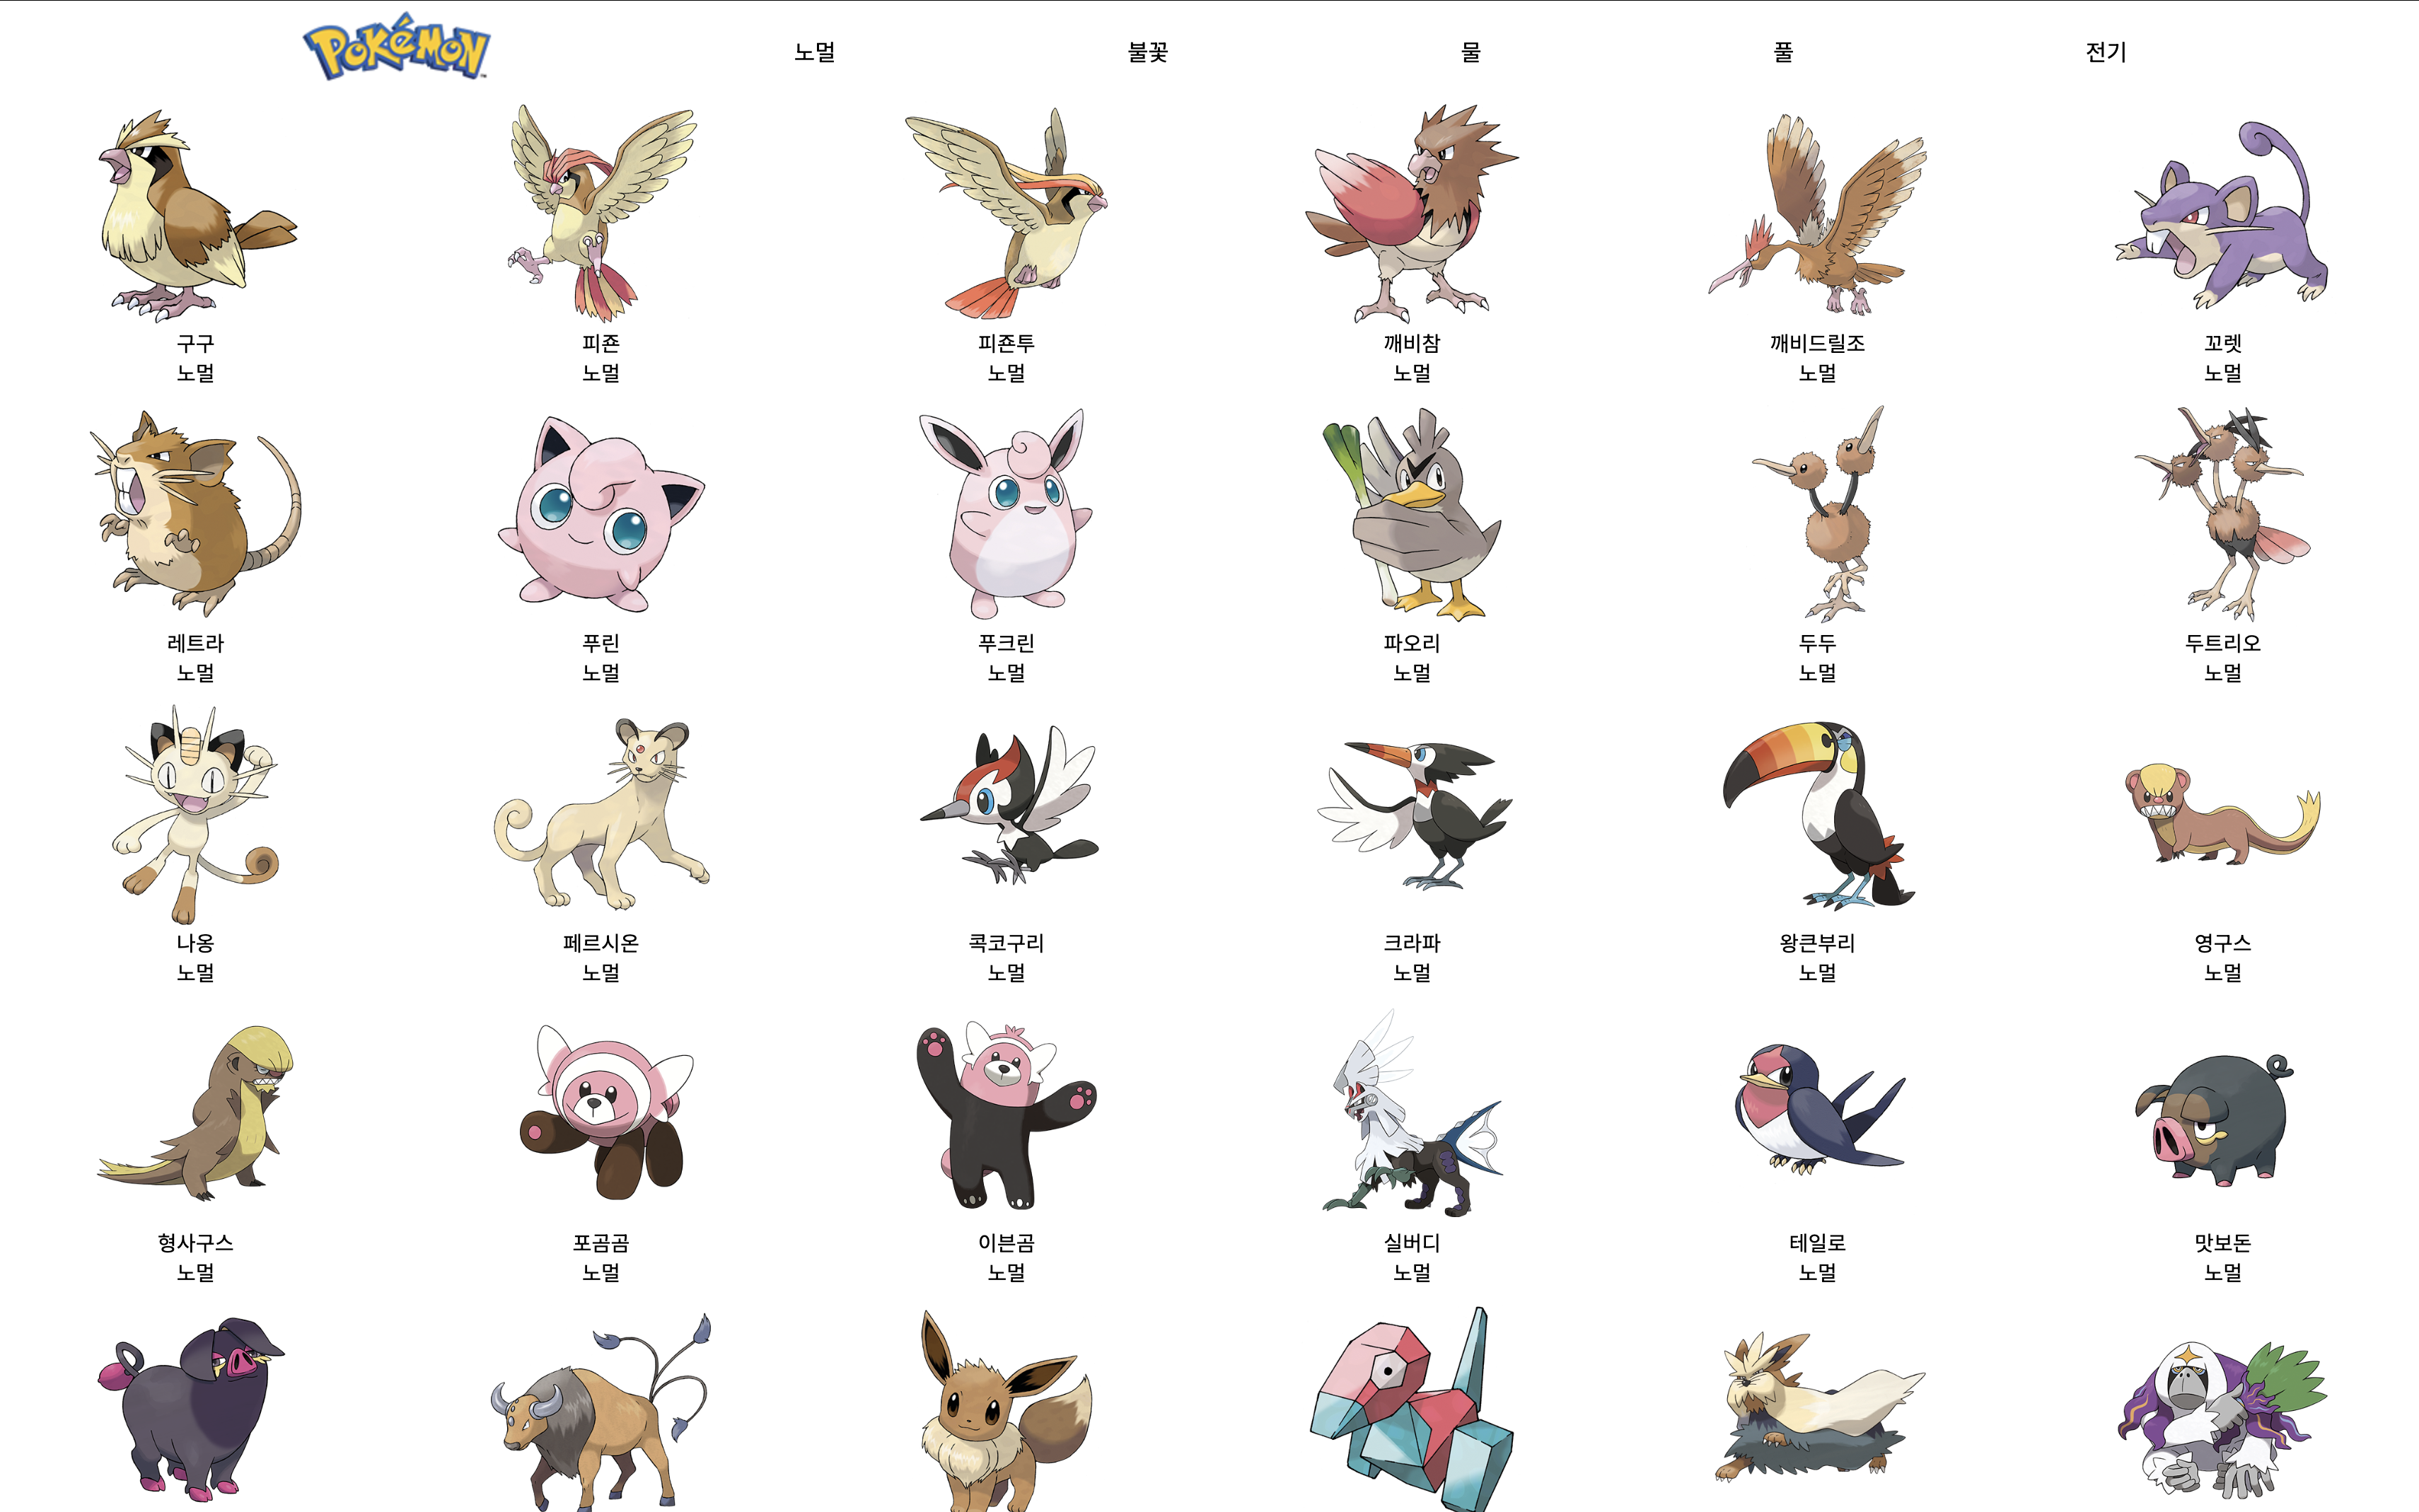 POKéMON
노멀 불꽃 물 풀 전기
구구 피죤 피죤투 깨비참 깨비드릴조 꼬렛
노멀 노멀 노멀 노멀 노멀 노멀
레트라 푸린 푸크린 파오리 두두 두트리오
노멀 노멀 노멀 노멀 노멀 노멀
나옹 페르시온 콕코구리 크라파 왕큰부리 영구스
노멀 노멀 노멀 노멀 노멀 노멀
형사구스 포곰곰 이븐곰 실버디 테일로 맛보돈
노멀 노멀 노멀 노멀 노멀 노멀